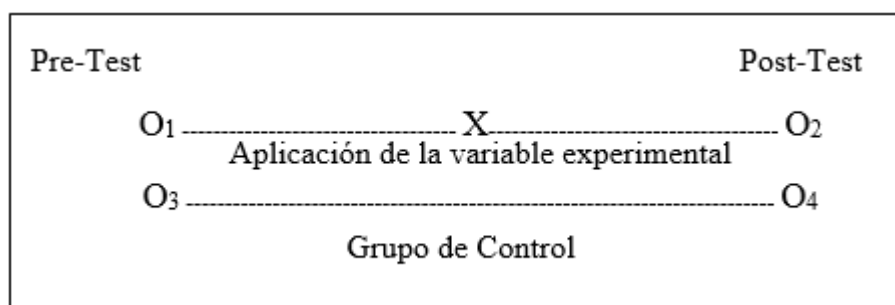 Pre-Test Post-Test
O1 ---------------------------------- X------------------------------------ O2
Aplicación de la variable experimental
O3 -------------------------------------------------------------------------- O4
Grupo de Control